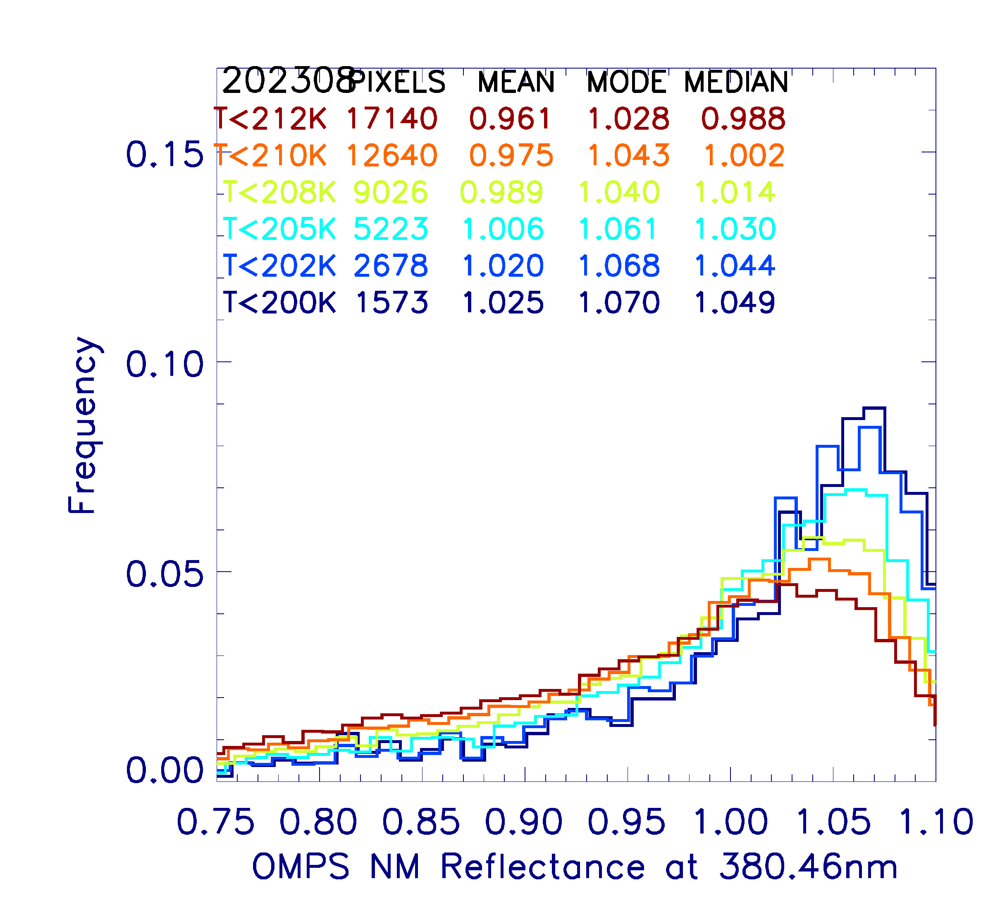 202308 PIXELS MEAN MODE MEDIAN
T<212K 17140 0.961 1.028 0.988
T<210K 12640 0.975 1.043 1.002
T<208K 9026 0.989 1.040 1.014
T<205K 5223 1.006 1.061 1.030
T<202K 2678 1.020 1.068 1.044
T<200K 1573 1.025 1.070 1.049
0.15
0.10
0.05
0.00
Frequency
0.75 0.80 0.85 0.90 0.95 1.00 1.05 1.10
OMPS NM Reflectance at 380.46nm